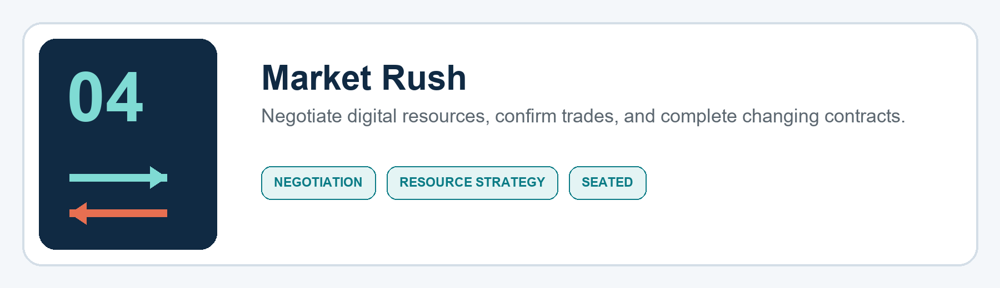 04
Market Rush
Negotiate digital resources, confirm trades, and complete changing contracts.
NEGOTIATION
RESOURCE STRATEGY
SEATED